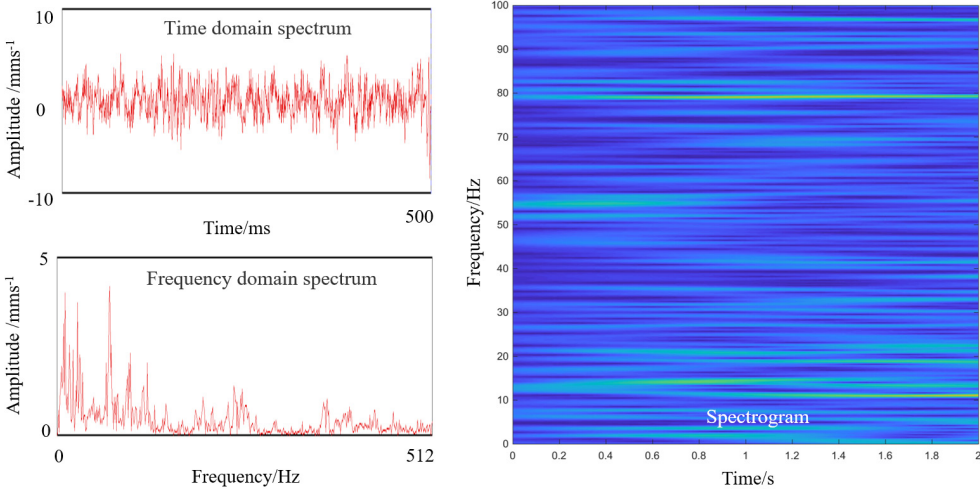 10
Time domain spectrum
Amplitude /mms⁻¹
0
-10
500
Time/ms
5
Frequency domain spectrum
Amplitude /mms⁻¹
0
0
512
Frequency/Hz
100
90
80
70
60
50
40
30
20
10
0
Frequency/Hz
Spectrogram
0 0.2 0.4 0.6 0.8 1 1.2 1.4 1.6 1.8 2
Time/s